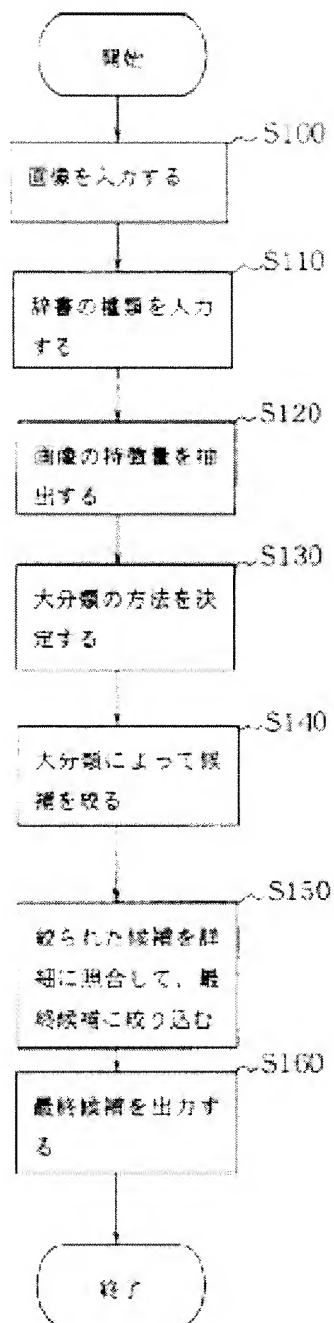 開始
S100
画像を入力する
S110
辞書の種類を入力
する
S120
画像の特徴量を抽
出する
S130
大分類の方法を決
定する
S140
大分類によって候
補を絞る
S150
絞られた候補を詳
細に照合して、最
終候補に絞り込む
S160
最終候補を出力す
る
終了